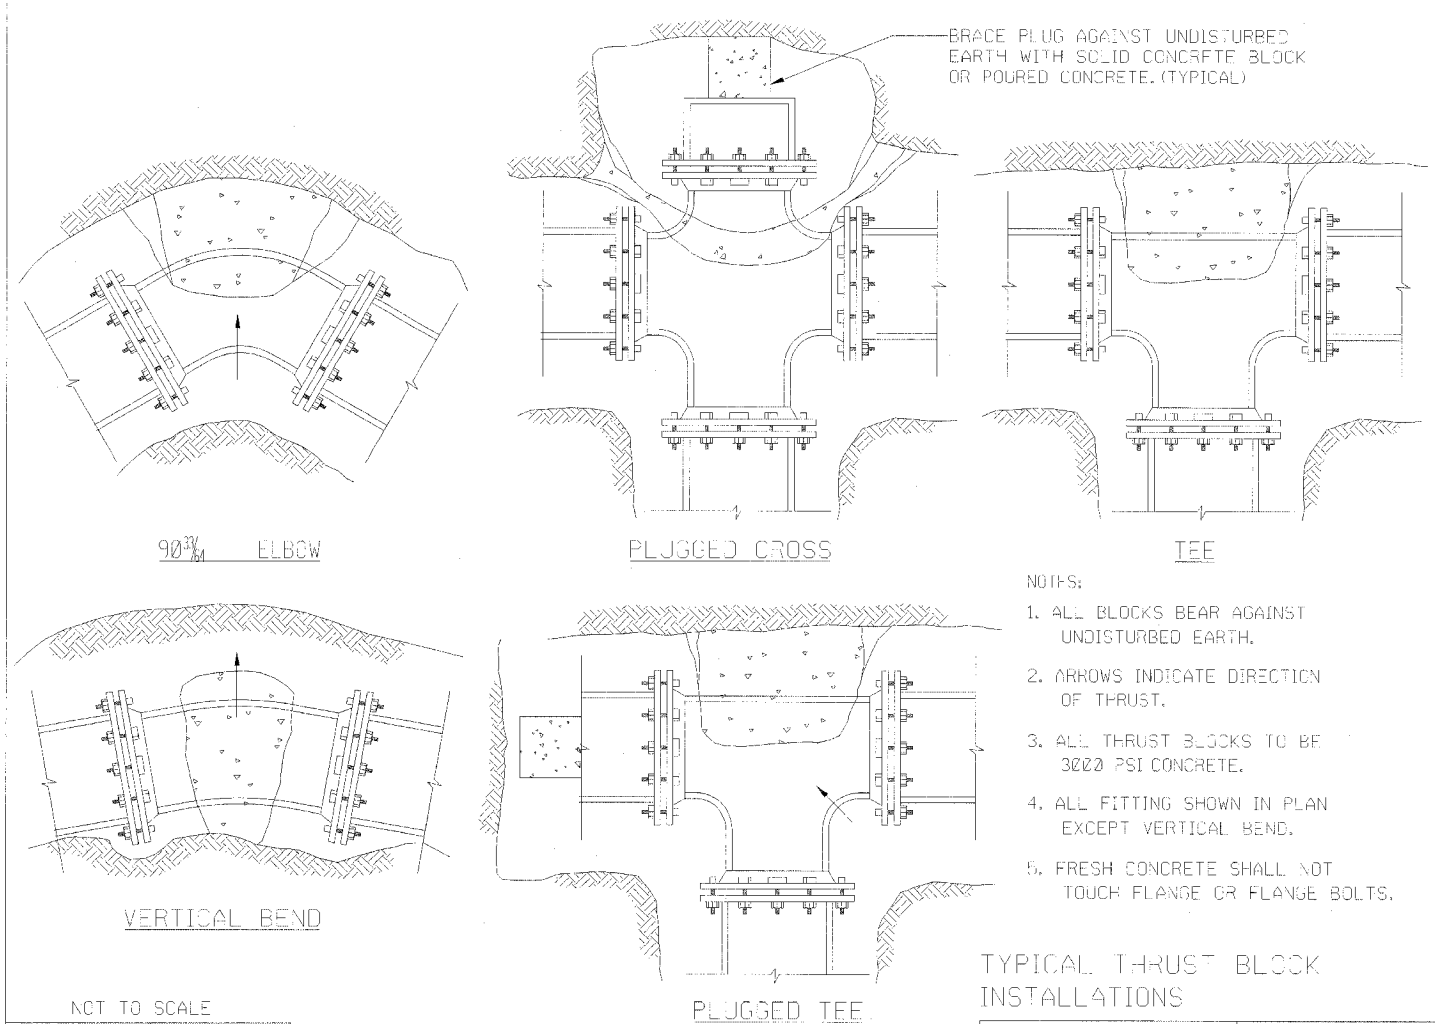 BRACE PLUG AGAINST UNDISTURBED
EARTH WITH SOLID CONCRETE BLOCK
OR POURED CONCRETE. (TYPICAL)
90 33/64 ELBOW
PLUGGED CROSS
TEE
NOTES:
1. ALL BLOCKS BEAR AGAINST
UNDISTURBED EARTH.
2. ARROWS INDICATE DIRECTION
OF THRUST.
3. ALL THRUST BLOCKS TO BE
3000 PSI CONCRETE.
4. ALL FITTING SHOWN IN PLAN
EXCEPT VERTICAL BEND.
5. FRESH CONCRETE SHALL NOT
TOUCH FLANGE OR FLANGE BOLTS.
VERTICAL BEND
PLUGGED TEE
NOT TO SCALE
TYPICAL THRUST BLOCK
INSTALLATIONS